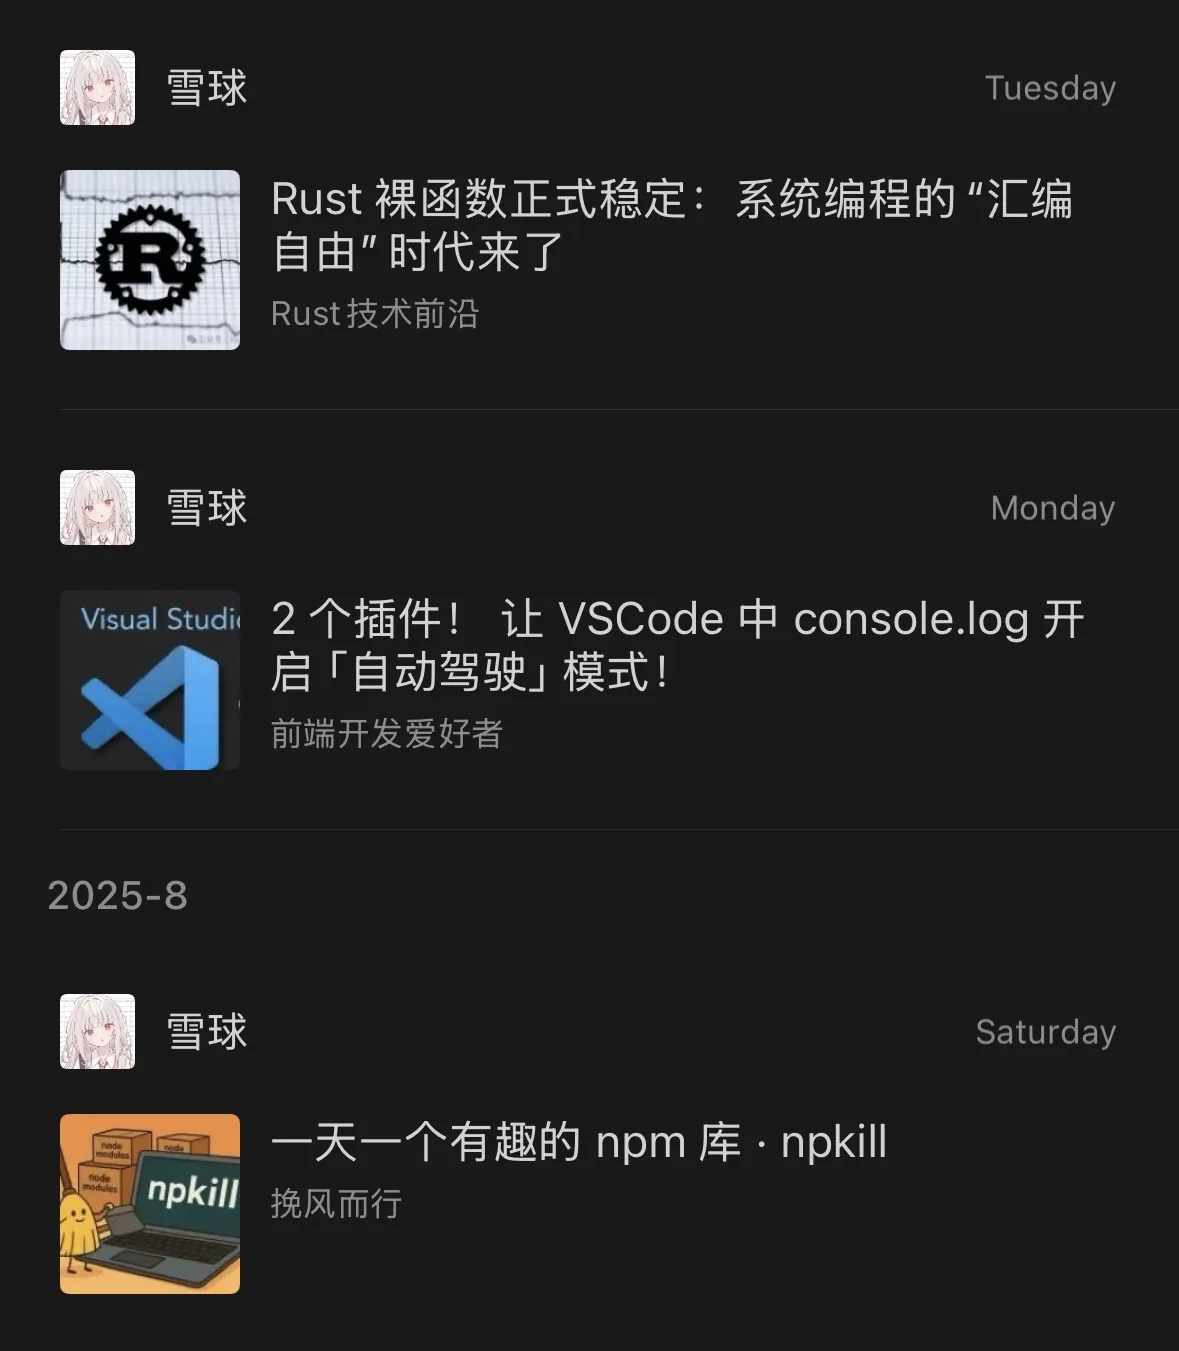 雪球
Tuesday
Rust 裸函数正式稳定：系统编程的“汇编
自由”时代来了
Rust技术前沿
雪球
Monday
Visual Studi
2 个插件！ 让 VSCode 中 console.log 开
启「自动驾驶」模式！
前端开发爱好者
2025-8
雪球
Saturday
node
modules
node
node
modules
npkill
一天一个有趣的 npm 库 · npkill
挽风而行